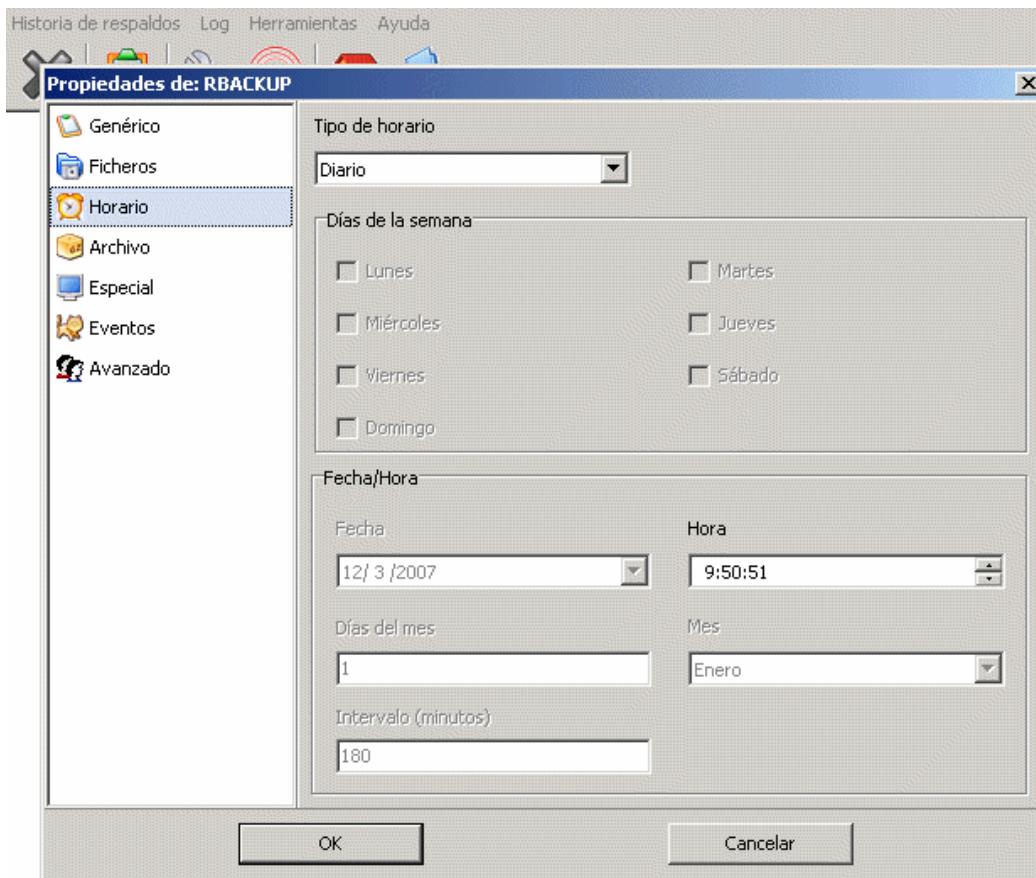 Historia de respaldos Log Herramientas Ayuda
Propiedades de: RBACKUP
Genérico
Ficheros
Horario
Archivo
Especial
Eventos
Avanzado
Tipo de horario
Diario
Días de la semana
Lunes Martes
Miércoles Jueves
Viernes Sábado
Domingo
Fecha/Hora
Fecha Hora
12/ 3 /2007 9:50:51
Días del mes Mes
1 Enero
Intervalo (minutos)
180
OK Cancelar